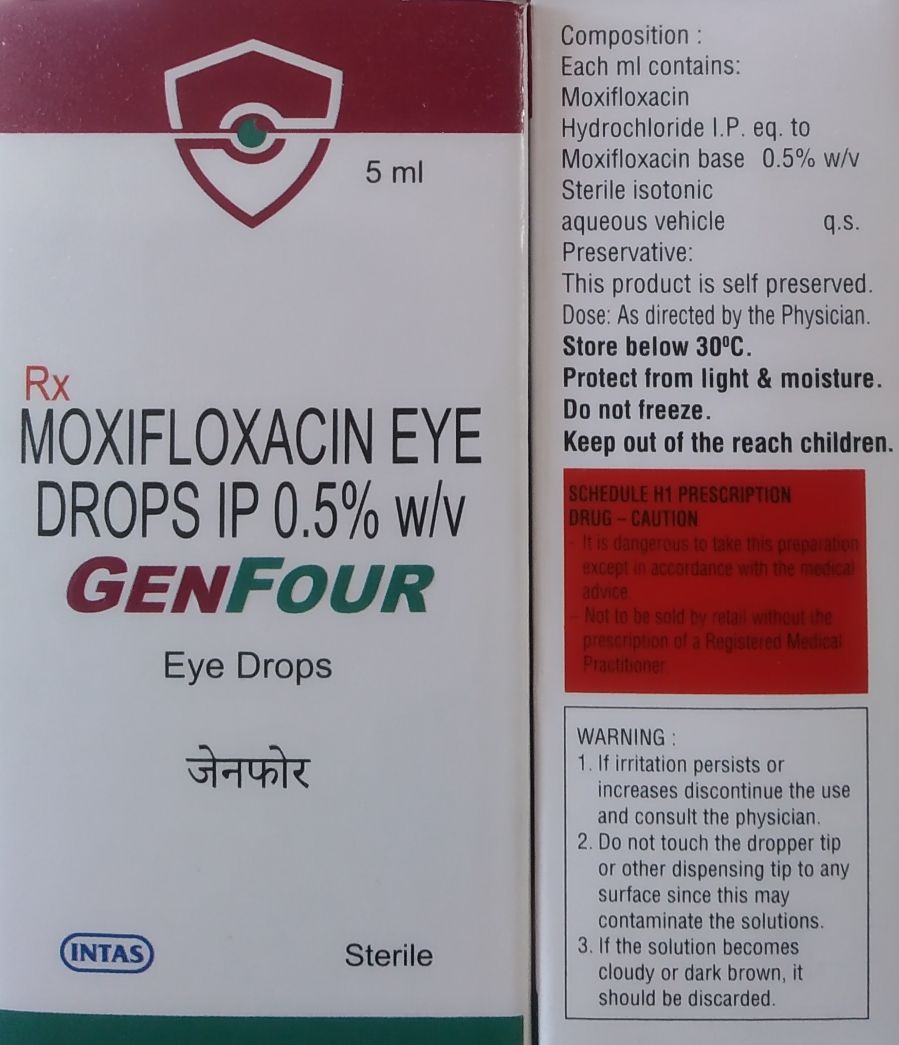 5 ml
Rx
MOXIFLOXACIN EYE
DROPS IP 0.5% w/v
GENFOUR
Eye Drops
जेनफोर
INTAS
Sterile
Composition :
Each ml contains:
Moxifloxacin
Hydrochloride I.P. eq. to
Moxifloxacin base 0.5% w/v
Sterile isotonic
aqueous vehicle q.s.
Preservative:
This product is self preserved.
Dose: As directed by the Physician.
Store below 30⁰C.
Protect from light & moisture.
Do not freeze.
Keep out of the reach children.
SCHEDULE H1 PRESCRIPTION
DRUG – CAUTION
- It is dangerous to take this preparation
except in accordance with the medical
advice.
- Not to be sold by retail without the
prescription of a Registered Medical
Practitioner.
WARNING :
1. If irritation persists or
increases discontinue the use
and consult the physician.
2. Do not touch the dropper tip
or other dispensing tip to any
surface since this may
contaminate the solutions.
3. If the solution becomes
cloudy or dark brown, it
should be discarded.